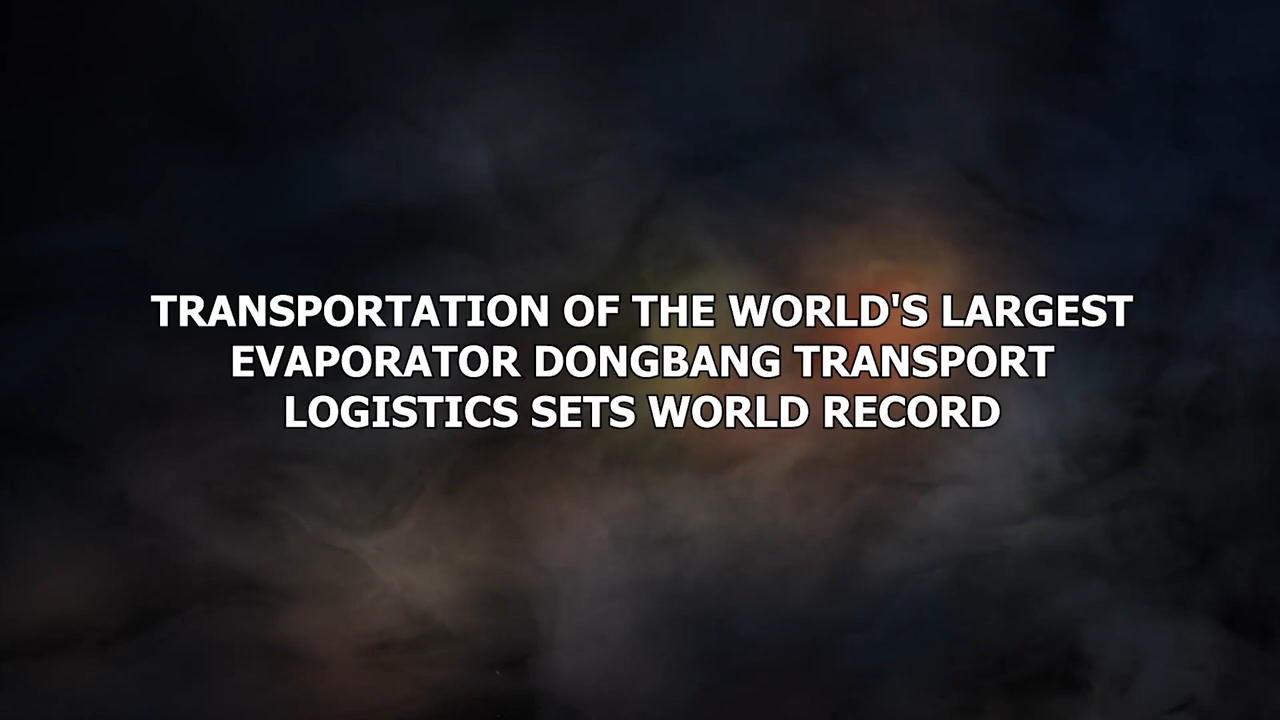 TRANSPORTATION OF THE WORLD'S LARGEST
EVAPORATOR DONGBANG TRANSPORT
LOGISTICS SETS WORLD RECORD